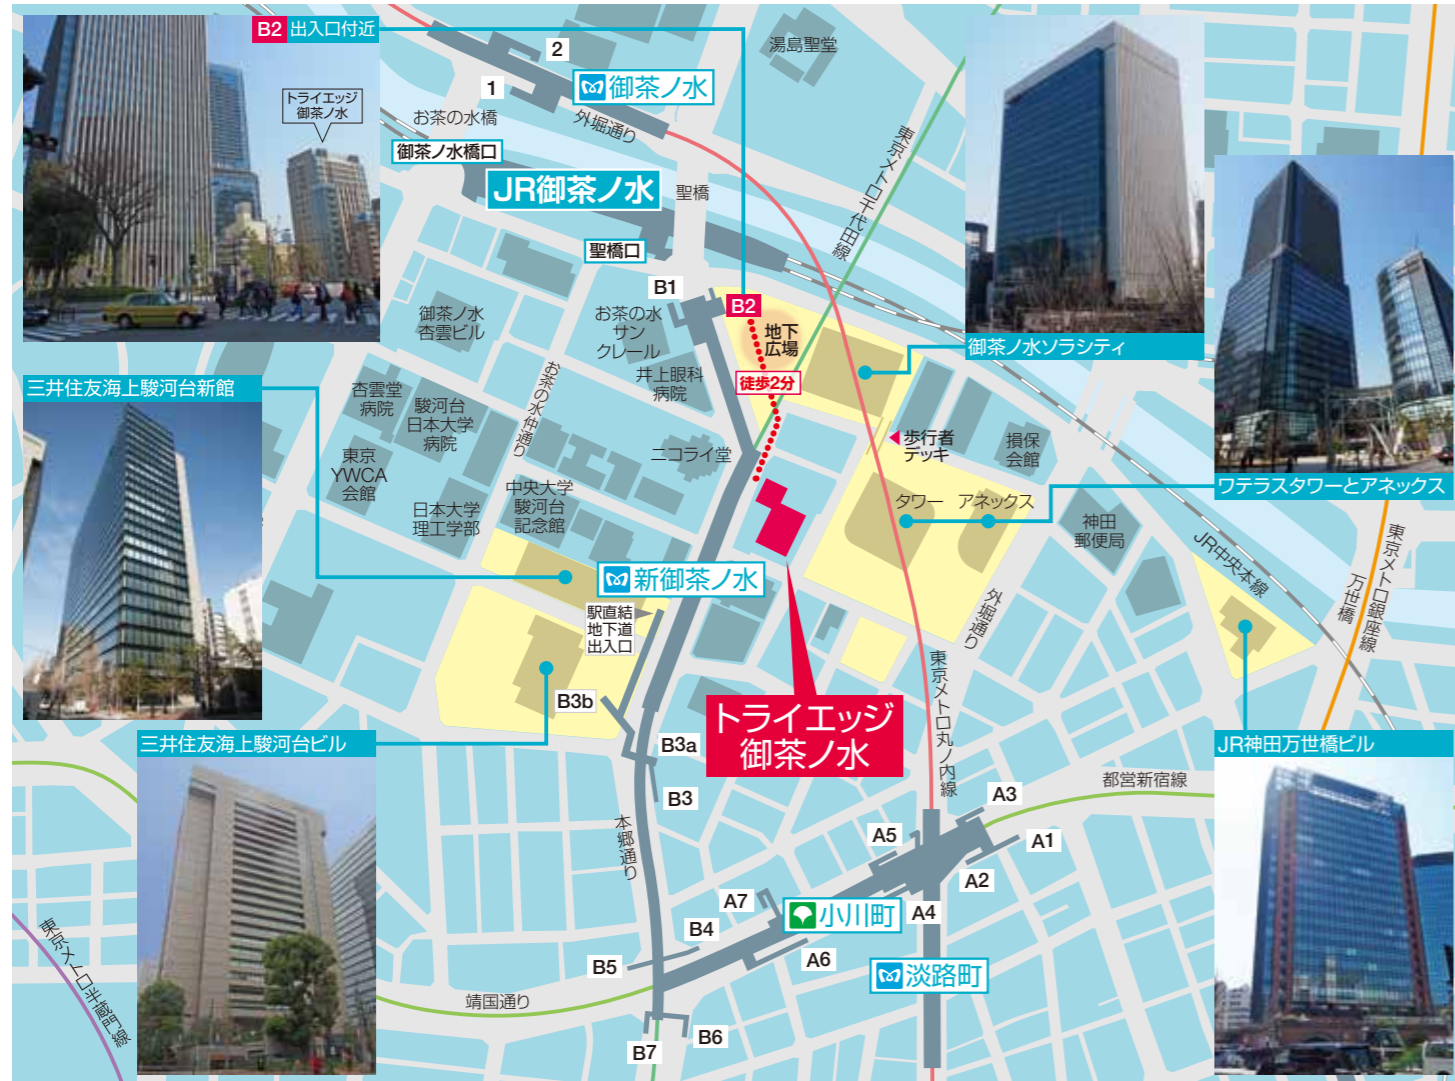 B2 出入口付近
トライエッジ
御茶ノ水
2
1
御茶ノ水
湯島聖堂
お茶の水橋
外堀通り
御茶ノ水橋口
JR御茶ノ水
聖橋
聖橋口
東京メトロ千代田線
B1
B2
御茶ノ水
杏雲ビル
お茶の水
サン
クレール
地下
広場
井上眼科
病院
徒歩2分
御茶ノ水ソラシティ
三井住友海上駿河台新館
杏雲堂
病院
駿河台
日本大学
病院
お茶の水仲通り
歩行者
デッキ
損保
会館
東京
YWCA
会館
ニコライ堂
ワテラスタワーとアネックス
日本大学
理工学部
中央大学
駿河台
記念館
タワー
アネックス
神田
郵便局
JR中央本線
東京メトロ銀座線
万世橋
新御茶ノ水
駅直結
地下道
出入口
外堀通り
B3b
東京メトロ丸ノ内線
トライエッジ
御茶ノ水
三井住友海上駿河台ビル
B3a
JR神田万世橋ビル
B3
都営新宿線
本郷通り
A3
A5
A1
A2
A7
小川町
A4
B4
A6
B5
淡路町
東京メトロ半蔵門線
靖国通り
B6
B7